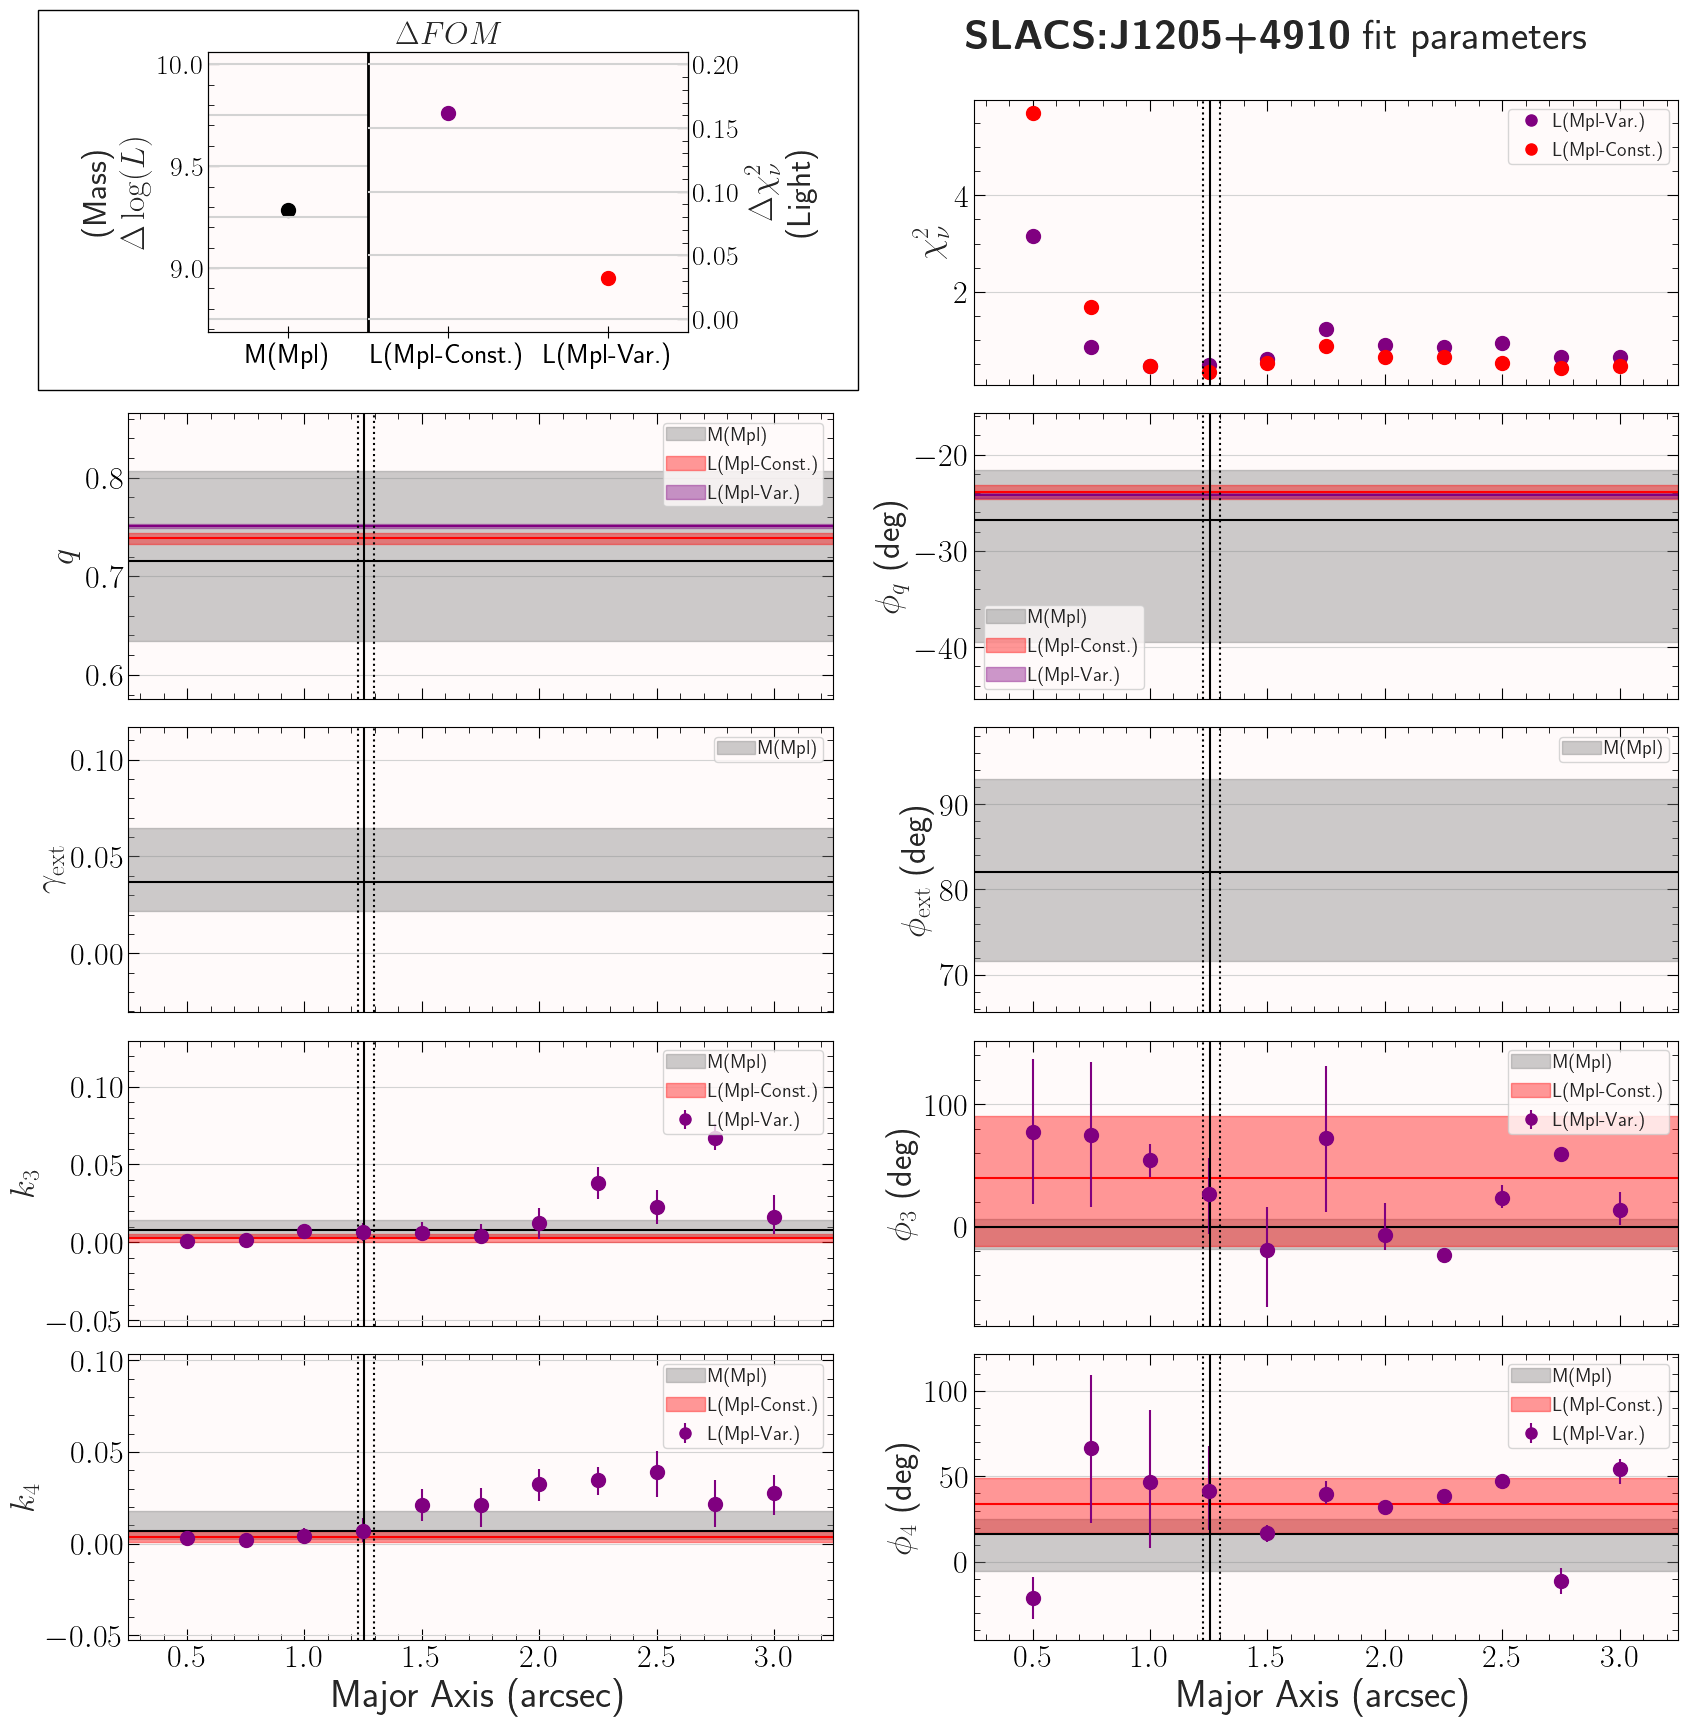 ΔFOM
SLACS:J1205+4910 fit parameters
10.0
9.5
9.0
(Mass)
Δ log(L)
0.20
0.15
0.10
0.05
0.00
Δχ²ᵥ
(Light)
M(Mpl) L(Mpl-Const.) L(Mpl-Var.)
χ²ᵥ
4
2
L(Mpl-Var.)
L(Mpl-Const.)
q
0.8
0.7
0.6
M(Mpl)
L(Mpl-Const.)
L(Mpl-Var.)
ϕq (deg)
−20
−30
−40
M(Mpl)
L(Mpl-Const.)
L(Mpl-Var.)
γext
0.10
0.05
0.00
M(Mpl)
ϕext (deg)
90
80
70
M(Mpl)
k3
0.10
0.05
0.00
−0.05
M(Mpl)
L(Mpl-Const.)
L(Mpl-Var.)
ϕ3 (deg)
100
0
M(Mpl)
L(Mpl-Const.)
L(Mpl-Var.)
k4
0.10
0.05
0.00
−0.05
M(Mpl)
L(Mpl-Const.)
L(Mpl-Var.)
0.5 1.0 1.5 2.0 2.5 3.0
Major Axis (arcsec)
ϕ4 (deg)
100
50
0
M(Mpl)
L(Mpl-Const.)
L(Mpl-Var.)
0.5 1.0 1.5 2.0 2.5 3.0
Major Axis (arcsec)